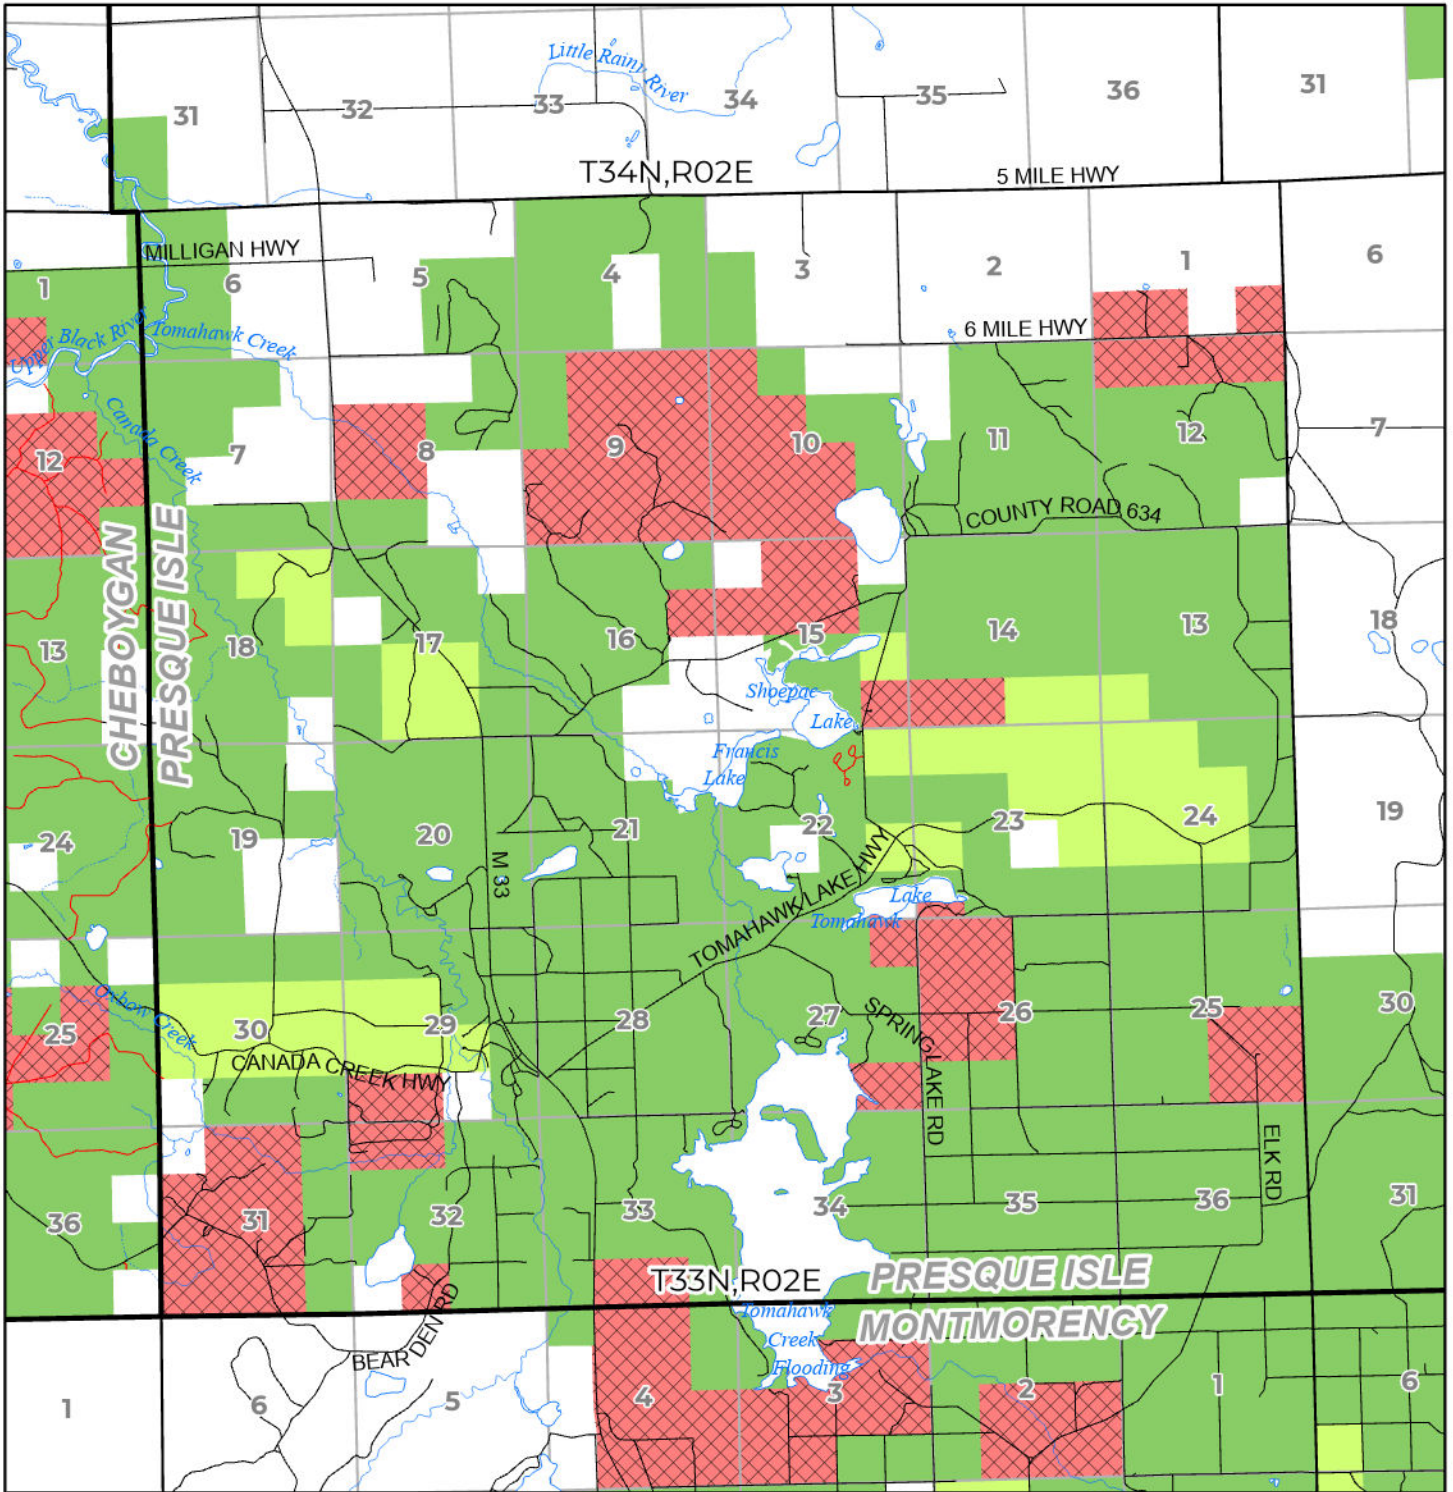 Little Rainy River
31
32
33
34
35
36
31
T34N,R02E
5 MILE HWY
MILLIGAN HWY
1
6
5
4
3
2
1
6
Upper Black River
Tomahawk Creek
6 MILE HWY
Canada Creek
12
7
8
9
10
11
12
7
COUNTY ROAD 634
CHEBOYGAN
PRESQUE ISLE
13
18
17
16
15
14
13
18
Shoepac
Lake
Francis
Lake
24
19
20
21
22
23
24
19
M 33
TOMAHAWK LAKE HWY
Lake
Tomahawk
Oxbow Creek
25
30
29
28
27
26
25
30
SPRING LAKE RD
CANADA CREEK HWY
ELK RD
36
31
32
33
34
35
36
31
T33N,R02E
PRESQUE ISLE
MONTMORENCY
Tomahawk
Creek
Flooding
BEAR DEN RD
1
6
5
4
3
2
1
6